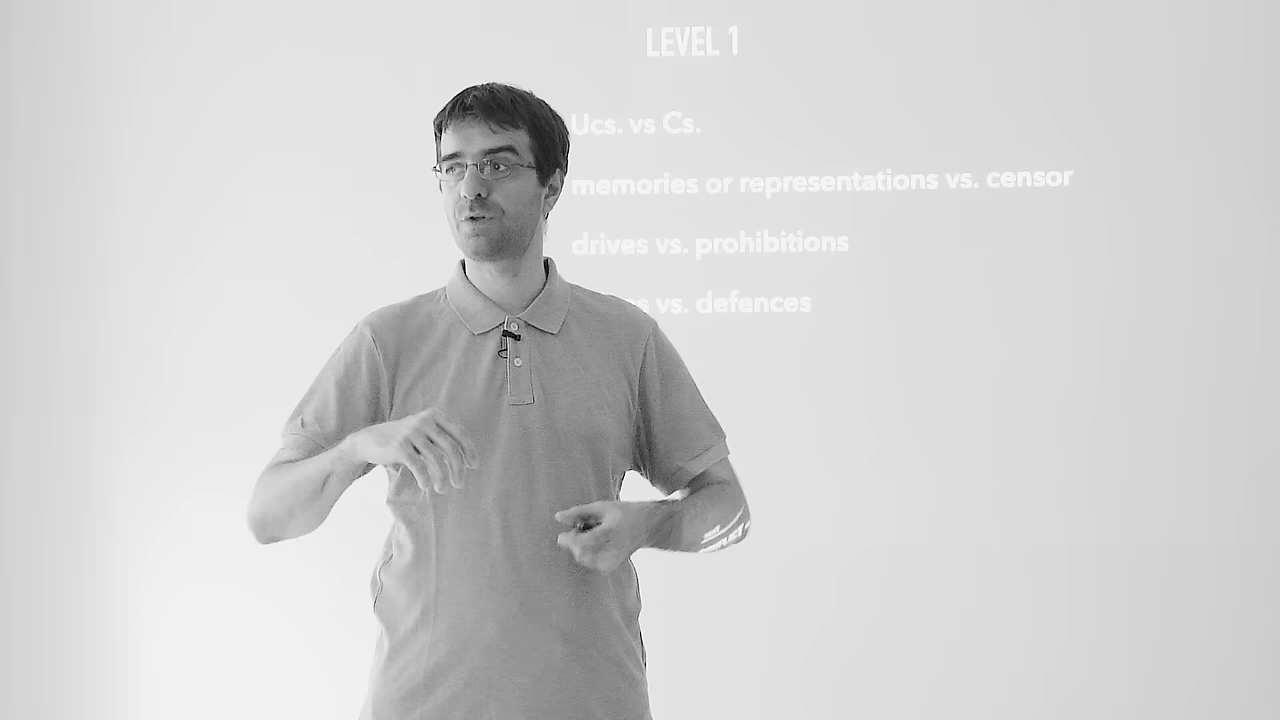 LEVEL 1
Ucs. vs Cs.
memories or representations vs. censor
drives vs. prohibitions
vs. defences